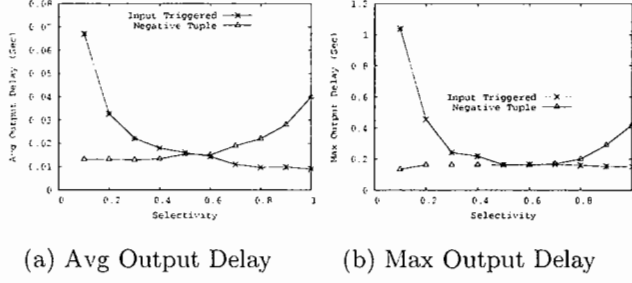 0.08
0.07
0.06
0.05
0.04
0.03
0.02
0.01
0
Avg Output Delay (Sec)
Input Triggered
Negative Tuple
0 0.2 0.4 0.6 0.8 1
Selectivity
1.2
1
0.8
0.6
0.4
0.2
0
Max Output Delay (Sec)
Input Triggered
Negative Tuple
0 0.2 0.4 0.6 0.8
Selectivity
(a) Avg Output Delay
(b) Max Output Delay